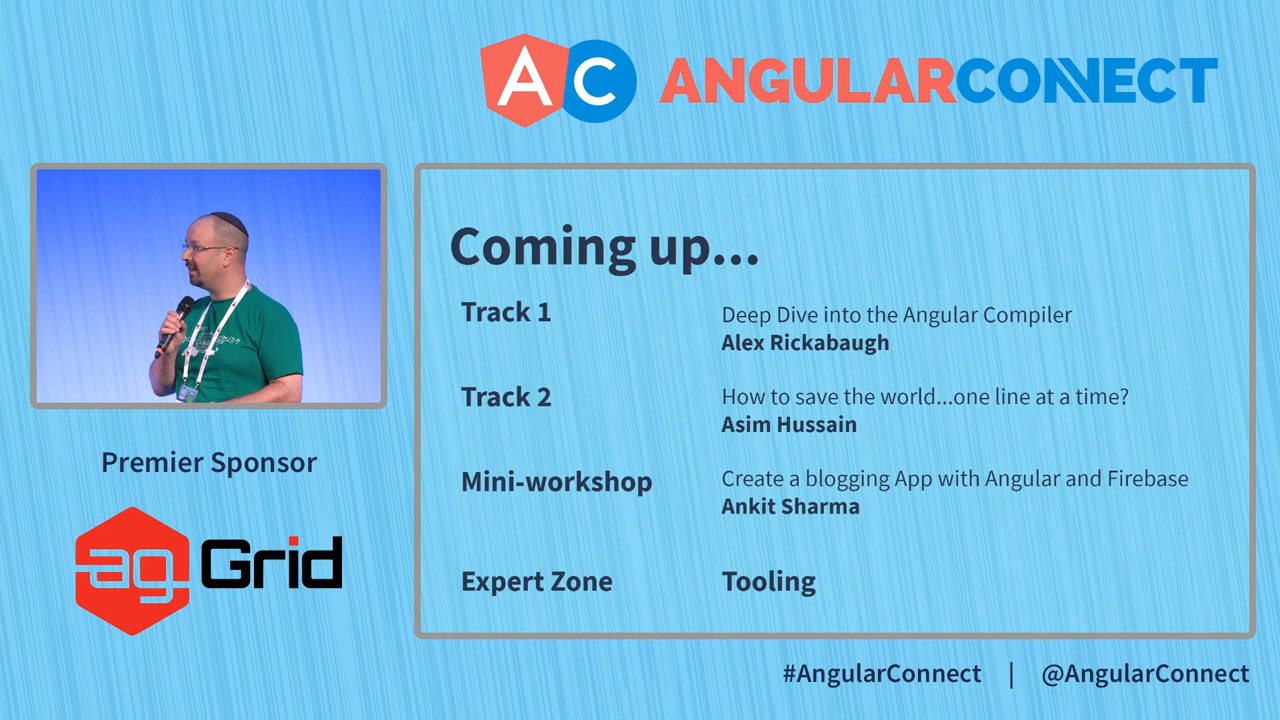 AC ANGULARCONNECT
Coming up...
Track 1
Deep Dive into the Angular Compiler
Alex Rickabaugh
Track 2
How to save the world...one line at a time?
Asim Hussain
Mini-workshop
Create a blogging App with Angular and Firebase
Ankit Sharma
Expert Zone
Tooling
Premier Sponsor
ag Grid
#AngularConnect | @AngularConnect